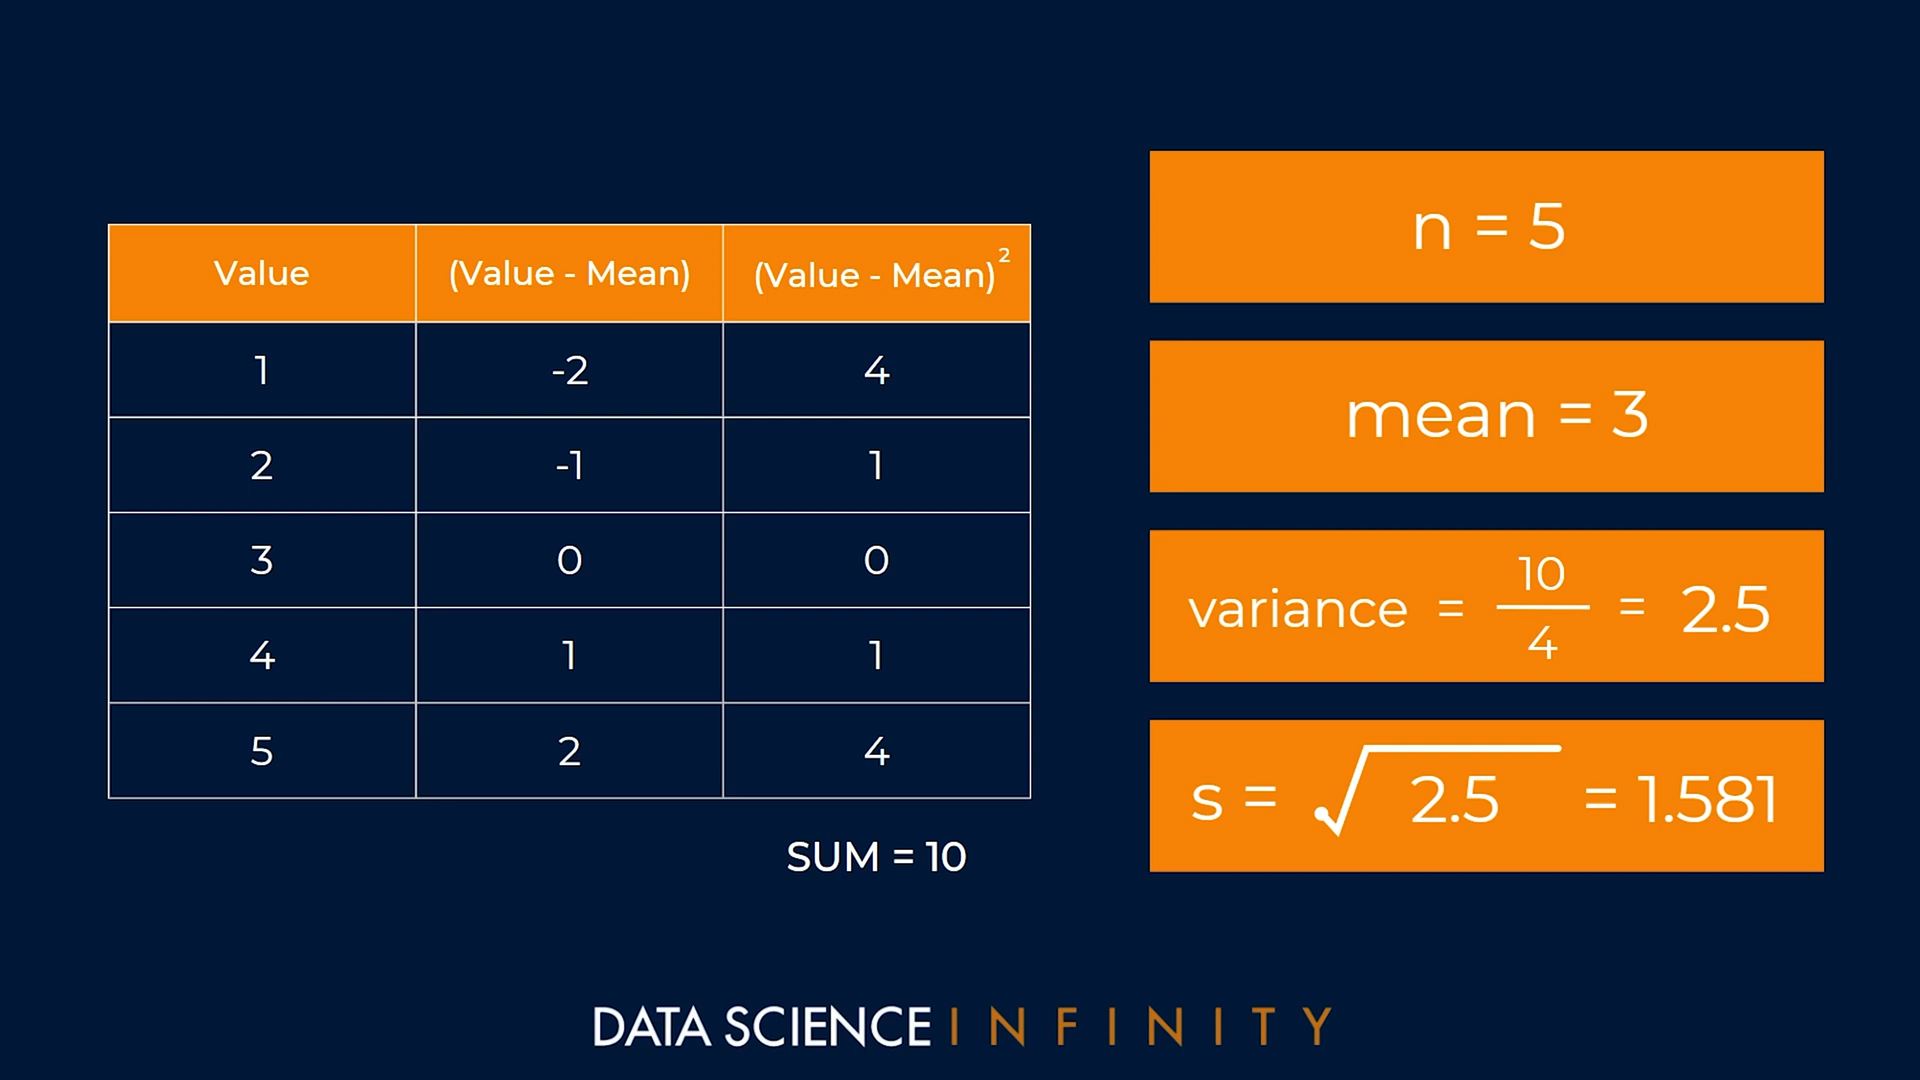 Value (Value - Mean) (Value - Mean)²
1 -2 4
2 -1 1
3 0 0
4 1 1
5 2 4
SUM = 10
n = 5
mean = 3
variance = 10/4 = 2.5
s = √2.5 = 1.581
DATA SCIENCE INFINITY